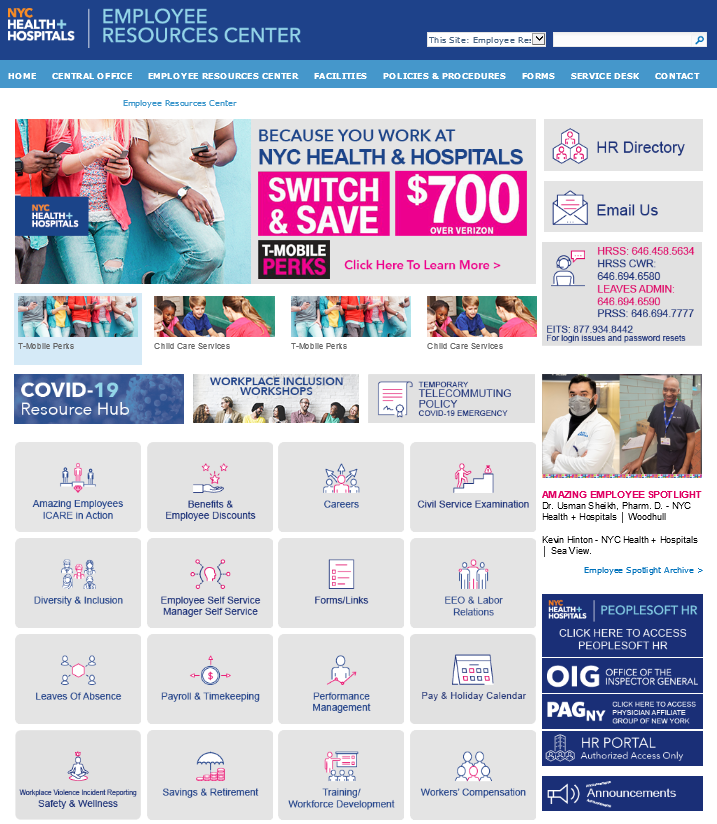 NYC
HEALTH+
HOSPITALS
EMPLOYEE
RESOURCES CENTER
This Site: Employee Re
HOME CENTRAL OFFICE EMPLOYEE RESOURCES CENTER FACILITIES POLICIES & PROCEDURES FORMS SERVICE DESK CONTACT
Employee Resources Center
BECAUSE YOU WORK AT
NYC HEALTH & HOSPITALS
SWITCH
& SAVE
$700
OVER VERIZON
T-MOBILE
PERKS
Click Here To Learn More >
NYC
HEALTH+
HOSPITALS
HR Directory
Email Us
HRSS: 646.458.5634
HRSS CWR:
646.694.6580
LEAVES ADMIN:
646.694.6590
PRSS: 646.694.7777
EITS: 877.934.8442
For login issues and password resets
T-Mobile Perks
Child Care Services
T-Mobile Perks
Child Care Services
COVID-19
Resource Hub
WORKPLACE INCLUSION
WORKSHOPS
TEMPORARY
TELECOMMUTING
POLICY
COVID-19 EMERGENCY
AMAZING EMPLOYEE SPOTLIGHT
Dr. Usman Sheikh, Pharm. D. - NYC
Health + Hospitals | Woodhull
Kevin Hinton - NYC Health + Hospitals
| Sea View.
Employee Spotlight Archive >
Amazing Employees
ICARE in Action
Benefits &
Employee Discounts
Careers
Civil Service Examination
Diversity & Inclusion
Employee Self Service
Manager Self Service
Forms/Links
EEO & Labor
Relations
Leaves Of Absence
Payroll & Timekeeping
Performance
Management
Pay & Holiday Calendar
Workplace Violence Incident Reporting
Safety & Wellness
Savings & Retirement
Training/
Workforce Development
Workers' Compensation
NYC
HEALTH+
HOSPITALS
PEOPLESOFT HR
CLICK HERE TO ACCESS
PEOPLESOFT HR
OIG
OFFICE OF THE
INSPECTOR GENERAL
PAGNY
CLICK HERE TO ACCESS
PHYSICIAN AFFILIATE
GROUP OF NEW YORK
HR PORTAL
Authorized Access Only
Announcements